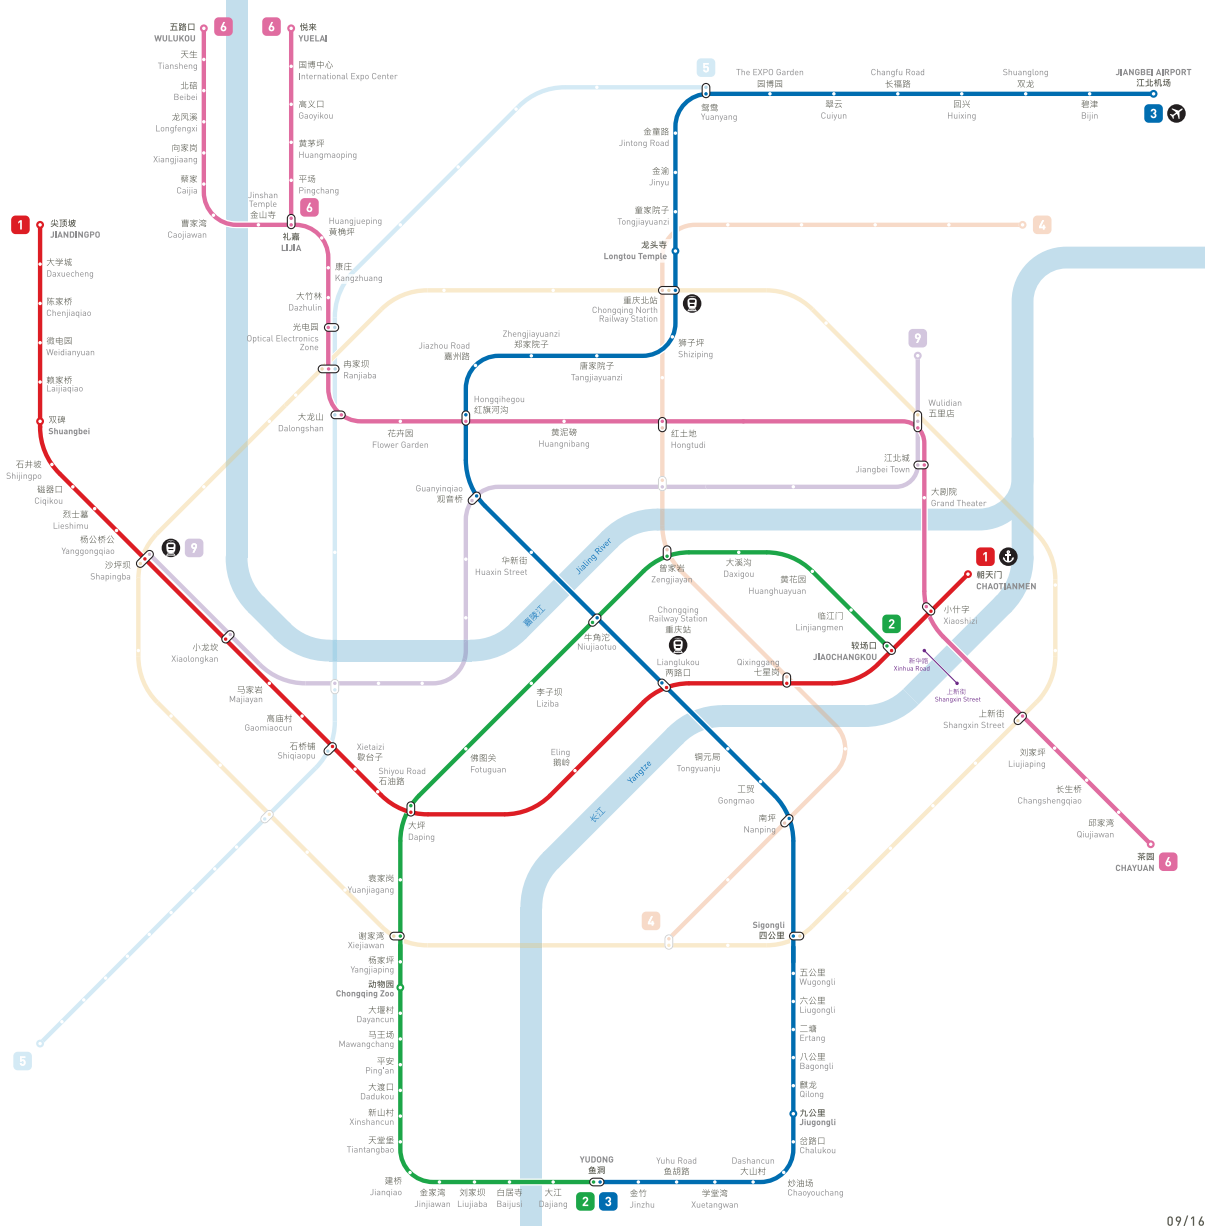 五路口
WULUKOU
6
6
悦来
YUELAI
天生
Tiansheng
北碚
Beibei
龙凤溪
Longfengxi
向家岗
Xiangjiaang
蔡家
Caijia
曹家湾
Caojiawan
国博中心
International Expo Center
高义口
Gaoyikou
黄茅坪
Huangmaoping
平场
Pingchang
6
Jinshan
Temple
金山寺
礼嘉
LIJIA
Huangjueping
黄桷坪
康庄
Kangzhuang
大竹林
Dazhulin
光电园
Optical Electronics
Zone
冉家坝
Ranjiaba
大龙山
Dalongshan
花卉园
Flower Garden
5
The EXPO Garden
国博园
Changfu Road
长福路
Shuanglong
双龙
JIANGBEI AIRPORT
江北机场
3
鸳鸯
Yuanyang
翠云
Cuiyun
回兴
Huixing
碧津
Bijin
金童路
Jintong Road
金渝
Jinyu
童家院子
Tongjiayuanzi
龙头寺
Longtou Temple
4
重庆北站
Chongqing North
Railway Station
狮子坪
Shiziping
Zhengjiayuanzi
郑家院子
Jiazhou Road
嘉州路
唐家院子
Tangjiayuanzi
Hongqihegou
红旗河沟
黄泥磅
Huangnibang
红土地
Hongtudi
9
Wulidian
五里店
江北城
Jiangbei Town
大剧院
Grand Theater
Guanyinqiao
观音桥
1
尖顶坡
JIANDINGPO
大学城
Daxuecheng
陈家桥
Chenjiaqiao
微电园
Weidianyuan
赖家桥
Laijiaqiao
双碑
Shuangbei
石井坡
Shijingpo
磁器口
Ciqikou
烈士墓
Lieshimu
杨公桥公
Yanggongqiao
沙坪坝
Shapingba
9
小龙坎
Xiaolongkan
马家岩
Majiayan
高庙村
Gaomiaocun
石桥铺
Shiqiaopu
Xietaizi
歇台子
Shiyou Road
石油路
大坪
Daping
华新街
Huaxin Street
Jialing River
嘉陵江
曾家岩
Zengjiayan
大溪沟
Daxigou
黄花园
Huanghuayuan
临江门
Linjiangmen
2
较场口
JIAOCHANGKOU
1
朝天门
CHAOTIANMEN
小什字
Xiaoshizi
牛角沱
Niujiaotuo
Chongqing
Railway Station
重庆站
Lianglukou
两路口
Qixinggang
七星岗
新华路
Xinhua Road
上新街
Shangxin Street
上新街
Shangxin Street
刘家坪
Liujiaping
长生桥
Changshengqiao
邱家湾
Qiujiawan
茶园
CHAYUAN
6
李子坝
Liziba
佛图关
Fotuguan
Eling
鹅岭
Yangtze
长江
铜元局
Tongyuanju
工贸
Gongmao
南坪
Nanping
4
Sigongli
四公里
五公里
Wugongli
六公里
Liugongli
二塘
Ertang
八公里
Bagongli
麒龙
Qilong
九公里
Jiugongli
岔路口
Chalukou
炒油场
Chaoyouchang
Dashancun
大山村
学堂湾
Xuetangwan
Yuhu Road
鱼胡路
金竹
Jinzhu
YUDONG
鱼洞
2
3
袁家岗
Yuanjiagang
谢家湾
Xiejiawan
杨家坪
Yangjiaping
动物园
Chongqing Zoo
大堰村
Dayancun
马王场
Mawangchang
平安
Ping'an
大渡口
Dadukou
新山村
Xinshancun
天堂堡
Tiantangbao
建桥
Jianqiao
金家湾
Jinjiawan
刘家坝
Liujiaba
白居寺
Baijusi
大江
Dajiang
5
09/16